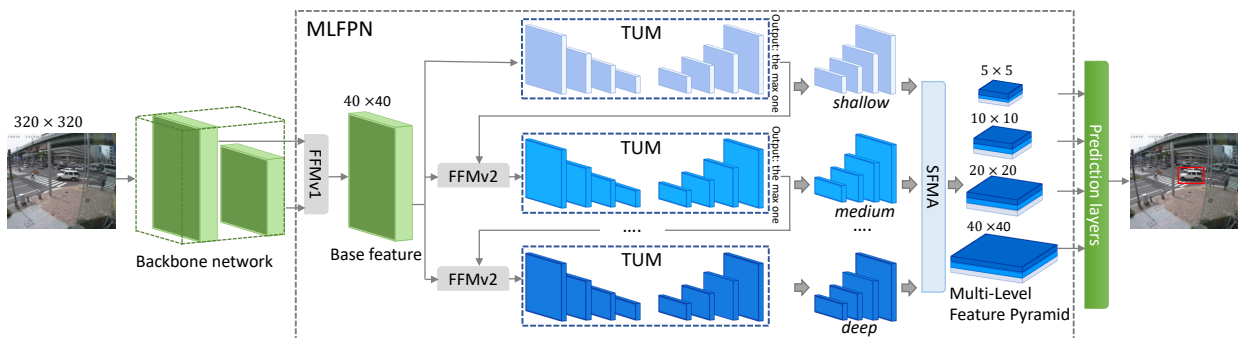 MLFPN
320 × 320
Backbone network
FFMv1
40 ×40
Base feature
TUM
Output: the max one
shallow
FFMv2
TUM
Output: the max one
medium
....
....
FFMv2
TUM
deep
SFMA
5 × 5
10 × 10
20 × 20
40 ×40
Multi-Level
Feature Pyramid
Prediction layers